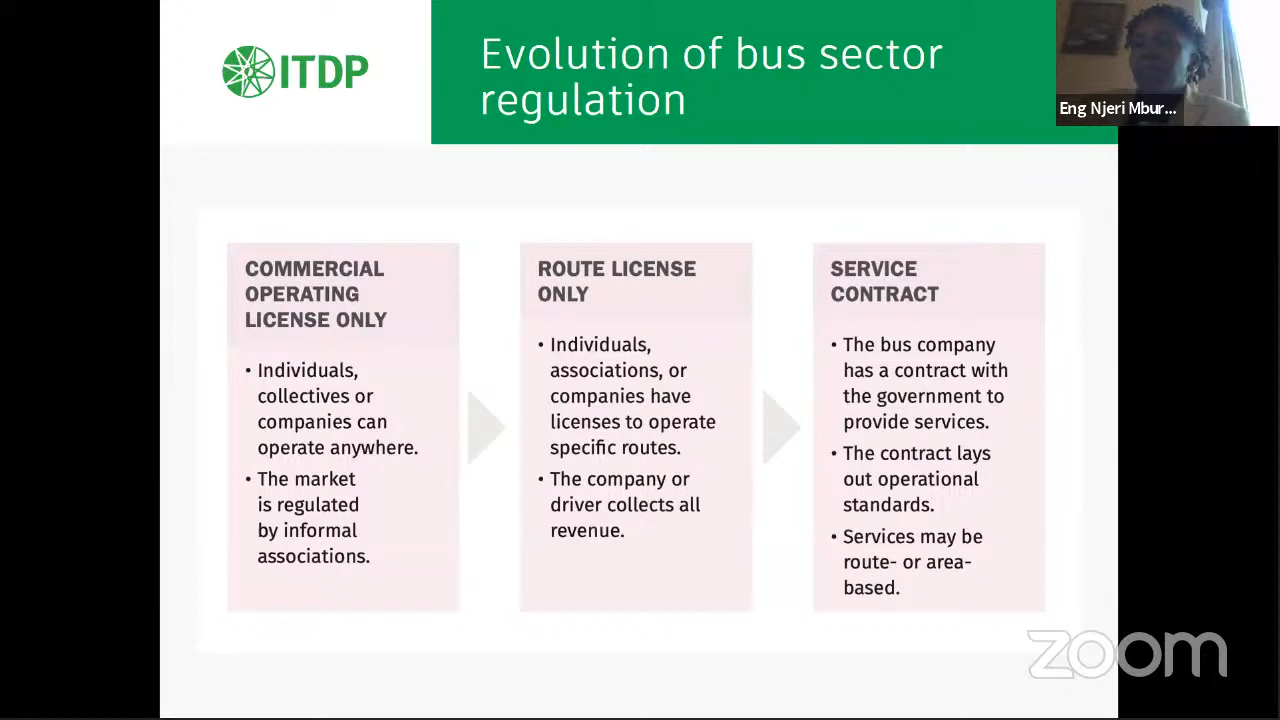 ITDP
Evolution of bus sector
regulation
Eng Njeri Mbur...
COMMERCIAL
OPERATING
LICENSE ONLY
• Individuals,
collectives or
companies can
operate anywhere.
• The market
is regulated
by informal
associations.
ROUTE LICENSE
ONLY
• Individuals,
associations, or
companies have
licenses to operate
specific routes.
• The company or
driver collects all
revenue.
SERVICE
CONTRACT
• The bus company
has a contract with
the government to
provide services.
• The contract lays
out operational
standards.
• Services may be
route- or area-
based.
zoom